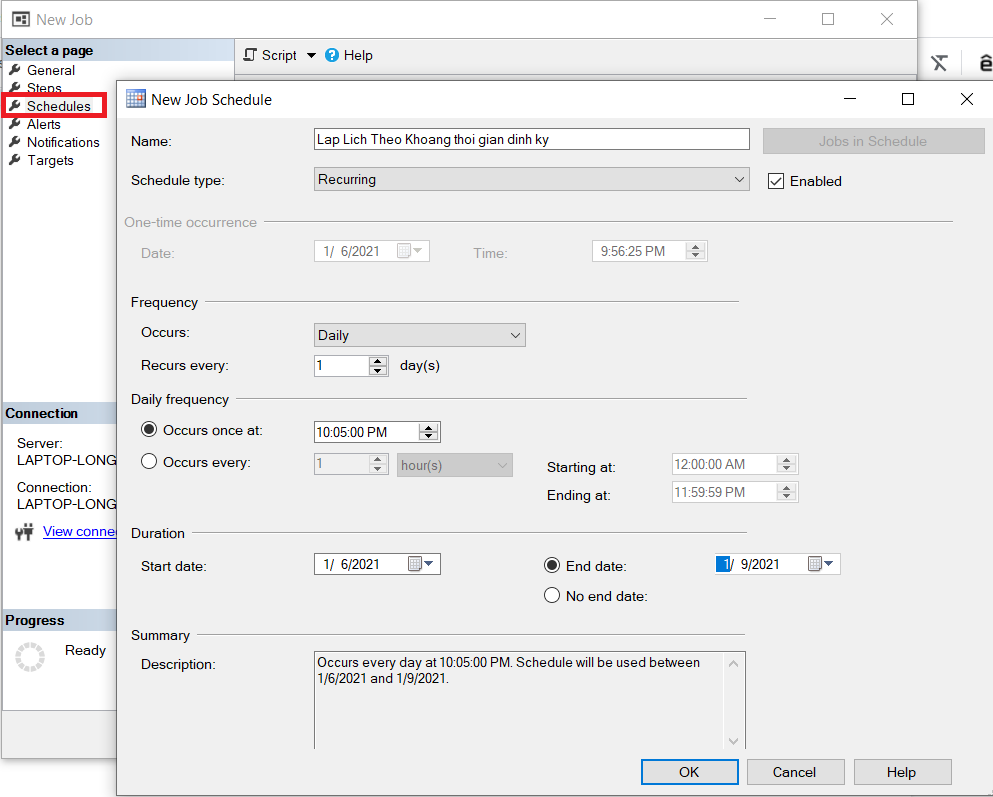 New Job
Select a page
Script Help
General
Steps
Schedules
Alerts
Notifications
Targets
Connection
Server:
LAPTOP-LONG
Connection:
LAPTOP-LONG
View conne
Progress
Ready
New Job Schedule
Name: Lap Lich Theo Khoang thoi gian dinh ky Jobs in Schedule
Schedule type: Recurring Enabled
One-time occurrence
Date: 1/ 6/2021 Time: 9:56:25 PM
Frequency
Occurs: Daily
Recurs every: 1 day(s)
Daily frequency
Occurs once at: 10:05:00 PM
Occurs every: 1 hour(s) Starting at: 12:00:00 AM
Ending at: 11:59:59 PM
Duration
Start date: 1/ 6/2021 End date: 1/ 9/2021
No end date:
Summary
Description: Occurs every day at 10:05:00 PM. Schedule will be used between
1/6/2021 and 1/9/2021.
OK Cancel Help
ê